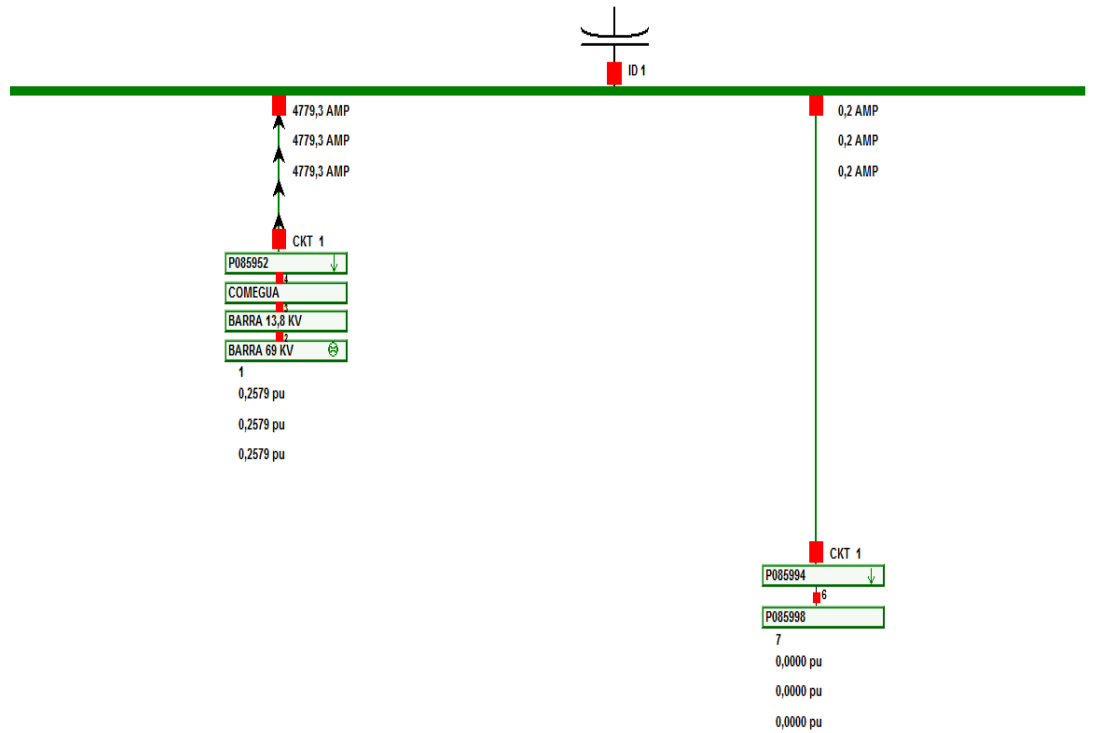 ID 1
4779,3 AMP
4779,3 AMP
4779,3 AMP
0,2 AMP
0,2 AMP
0,2 AMP
CKT 1
P085952
4
COMEGUA
3
BARRA 13,8 KV
2
BARRA 69 KV
1
0,2579 pu
0,2579 pu
0,2579 pu
CKT 1
P085994
6
P085998
7
0,0000 pu
0,0000 pu
0,0000 pu